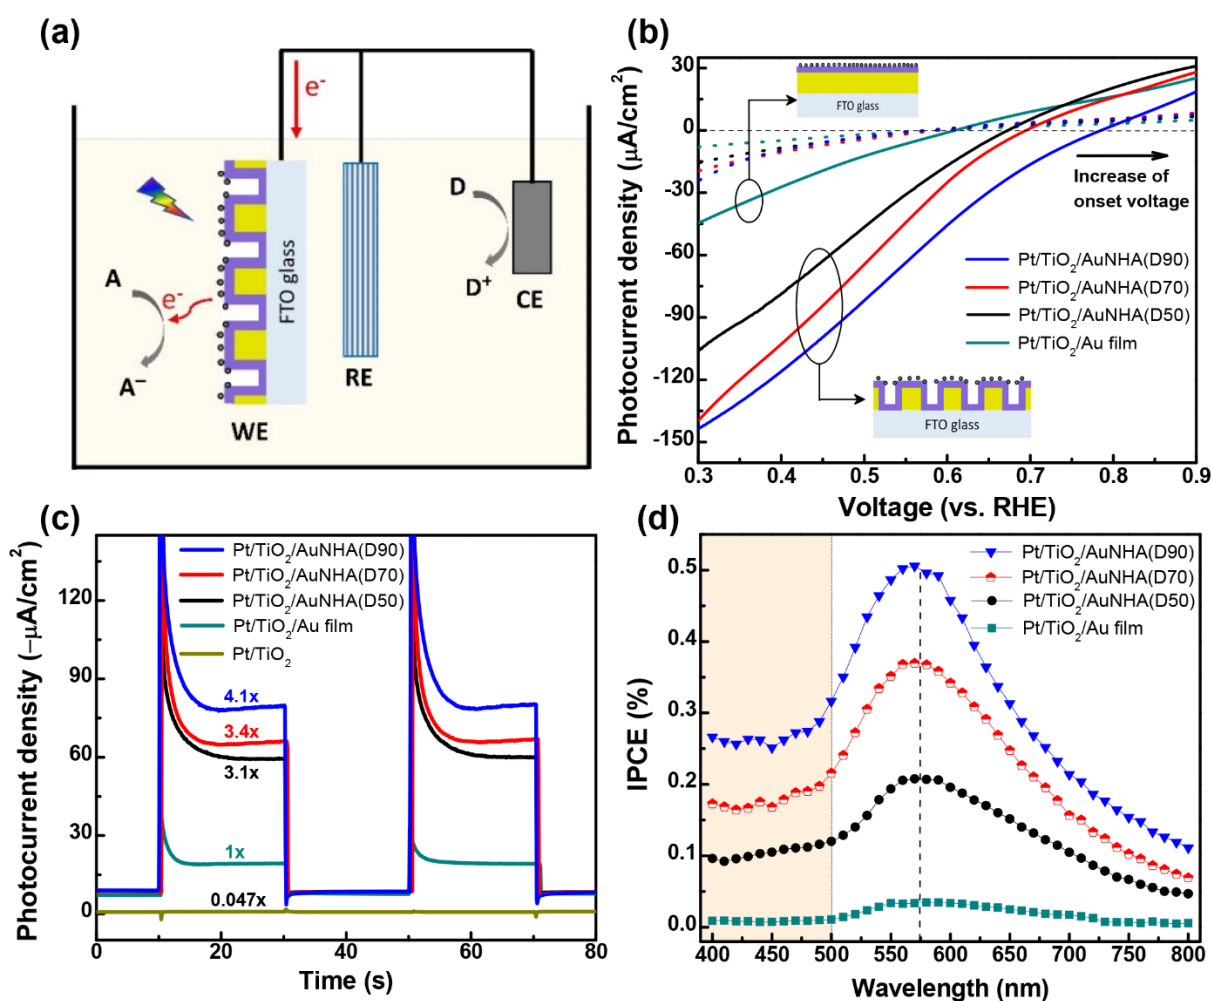 (a)
e-
D
D+
CE
A
e-
A−
FTO glass
RE
WE
(b)
Photocurrent density (μA/cm2)
30
0
-30
-60
-90
-120
-150
FTO glass
Increase of
onset voltage
Pt/TiO2/AuNHA(D90)
Pt/TiO2/AuNHA(D70)
Pt/TiO2/AuNHA(D50)
Pt/TiO2/Au film
FTO glass
0.3 0.4 0.5 0.6 0.7 0.8 0.9
Voltage (vs. RHE)
(c)
Photocurrent density (−μA/cm2)
120
90
60
30
0
Pt/TiO2/AuNHA(D90)
Pt/TiO2/AuNHA(D70)
Pt/TiO2/AuNHA(D50)
Pt/TiO2/Au film
Pt/TiO2
4.1x
3.4x
3.1x
1x
0.047x
0 20 40 60 80
Time (s)
(d)
IPCE (%)
0.5
0.4
0.3
0.2
0.1
0.0
Pt/TiO2/AuNHA(D90)
Pt/TiO2/AuNHA(D70)
Pt/TiO2/AuNHA(D50)
Pt/TiO2/Au film
400 450 500 550 600 650 700 750 800
Wavelength (nm)